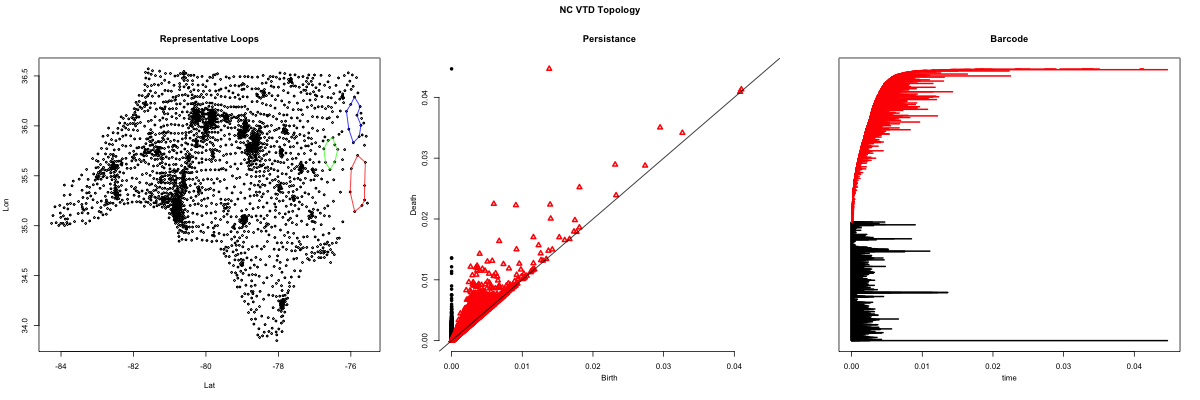 NC VTD Topology
Representative Loops
36.5
36.0
35.5
35.0
34.5
34.0
Lon
-84
-82
-80
-78
-76
Lat
Persistance
0.04
0.03
0.02
0.01
0.00
Death
0.00
0.01
0.02
0.03
0.04
Birth
Barcode
0.00
0.01
0.02
0.03
0.04
time